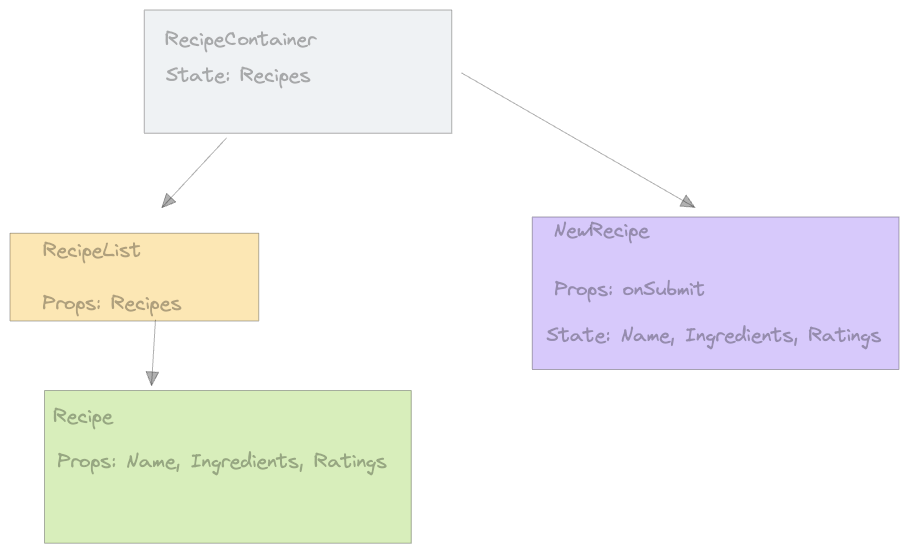 RecipeContainer
State: Recipes
RecipeList
Props: Recipes
NewRecipe
Props: onSubmit
State: Name, Ingredients, Ratings
Recipe
Props: Name, Ingredients, Ratings